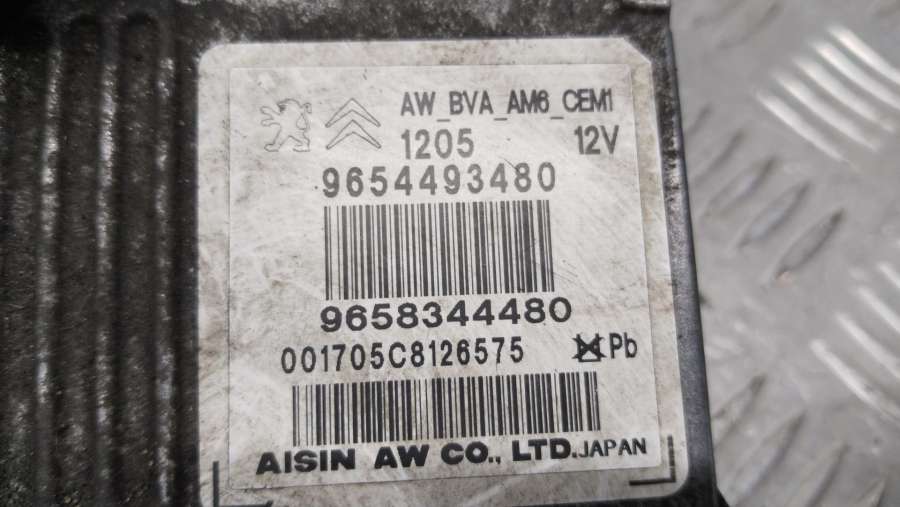 AW_BVA_AM6_CEM1
1205 12V
9654493480
9658344480
001705C8126575 Pb
AISIN AW CO., LTD. JAPAN